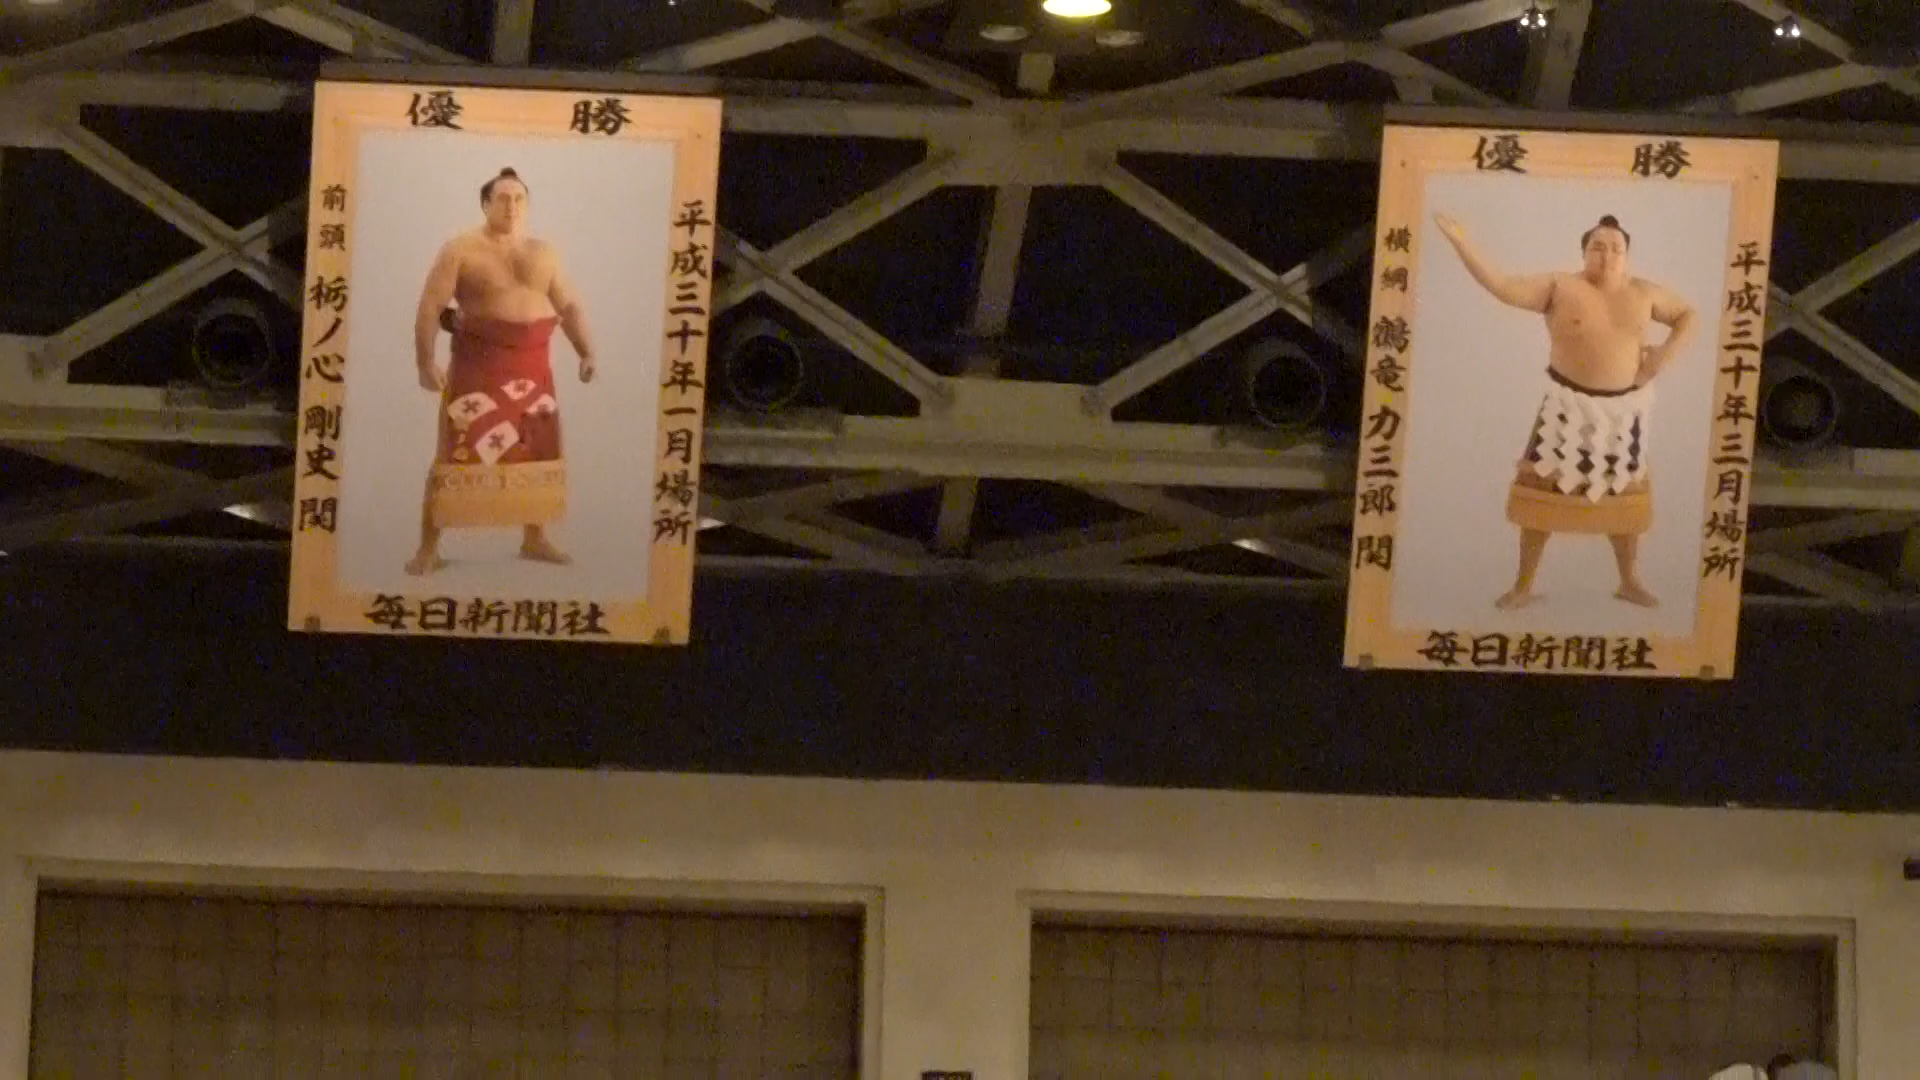 優勝
前頭 栃ノ心 剛史 関
平成三十年一月場所
毎日新聞社
優勝
横綱 鶴竜 力三郎 関
平成三十年三月場所
毎日新聞社